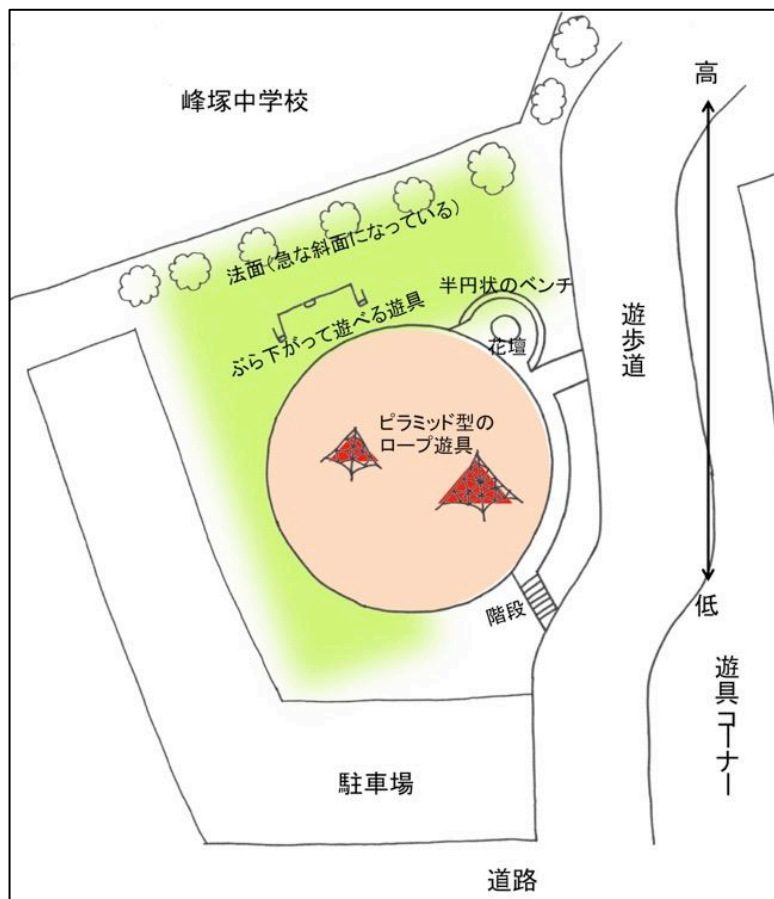 峰塚中学校
高
法面(急な斜面になっている)
半円状のベンチ
ぶら下がって遊べる遊具
花壇
遊歩道
ピラミッド型の
ロープ遊具
低
階段
遊具コーナー
駐車場
道路